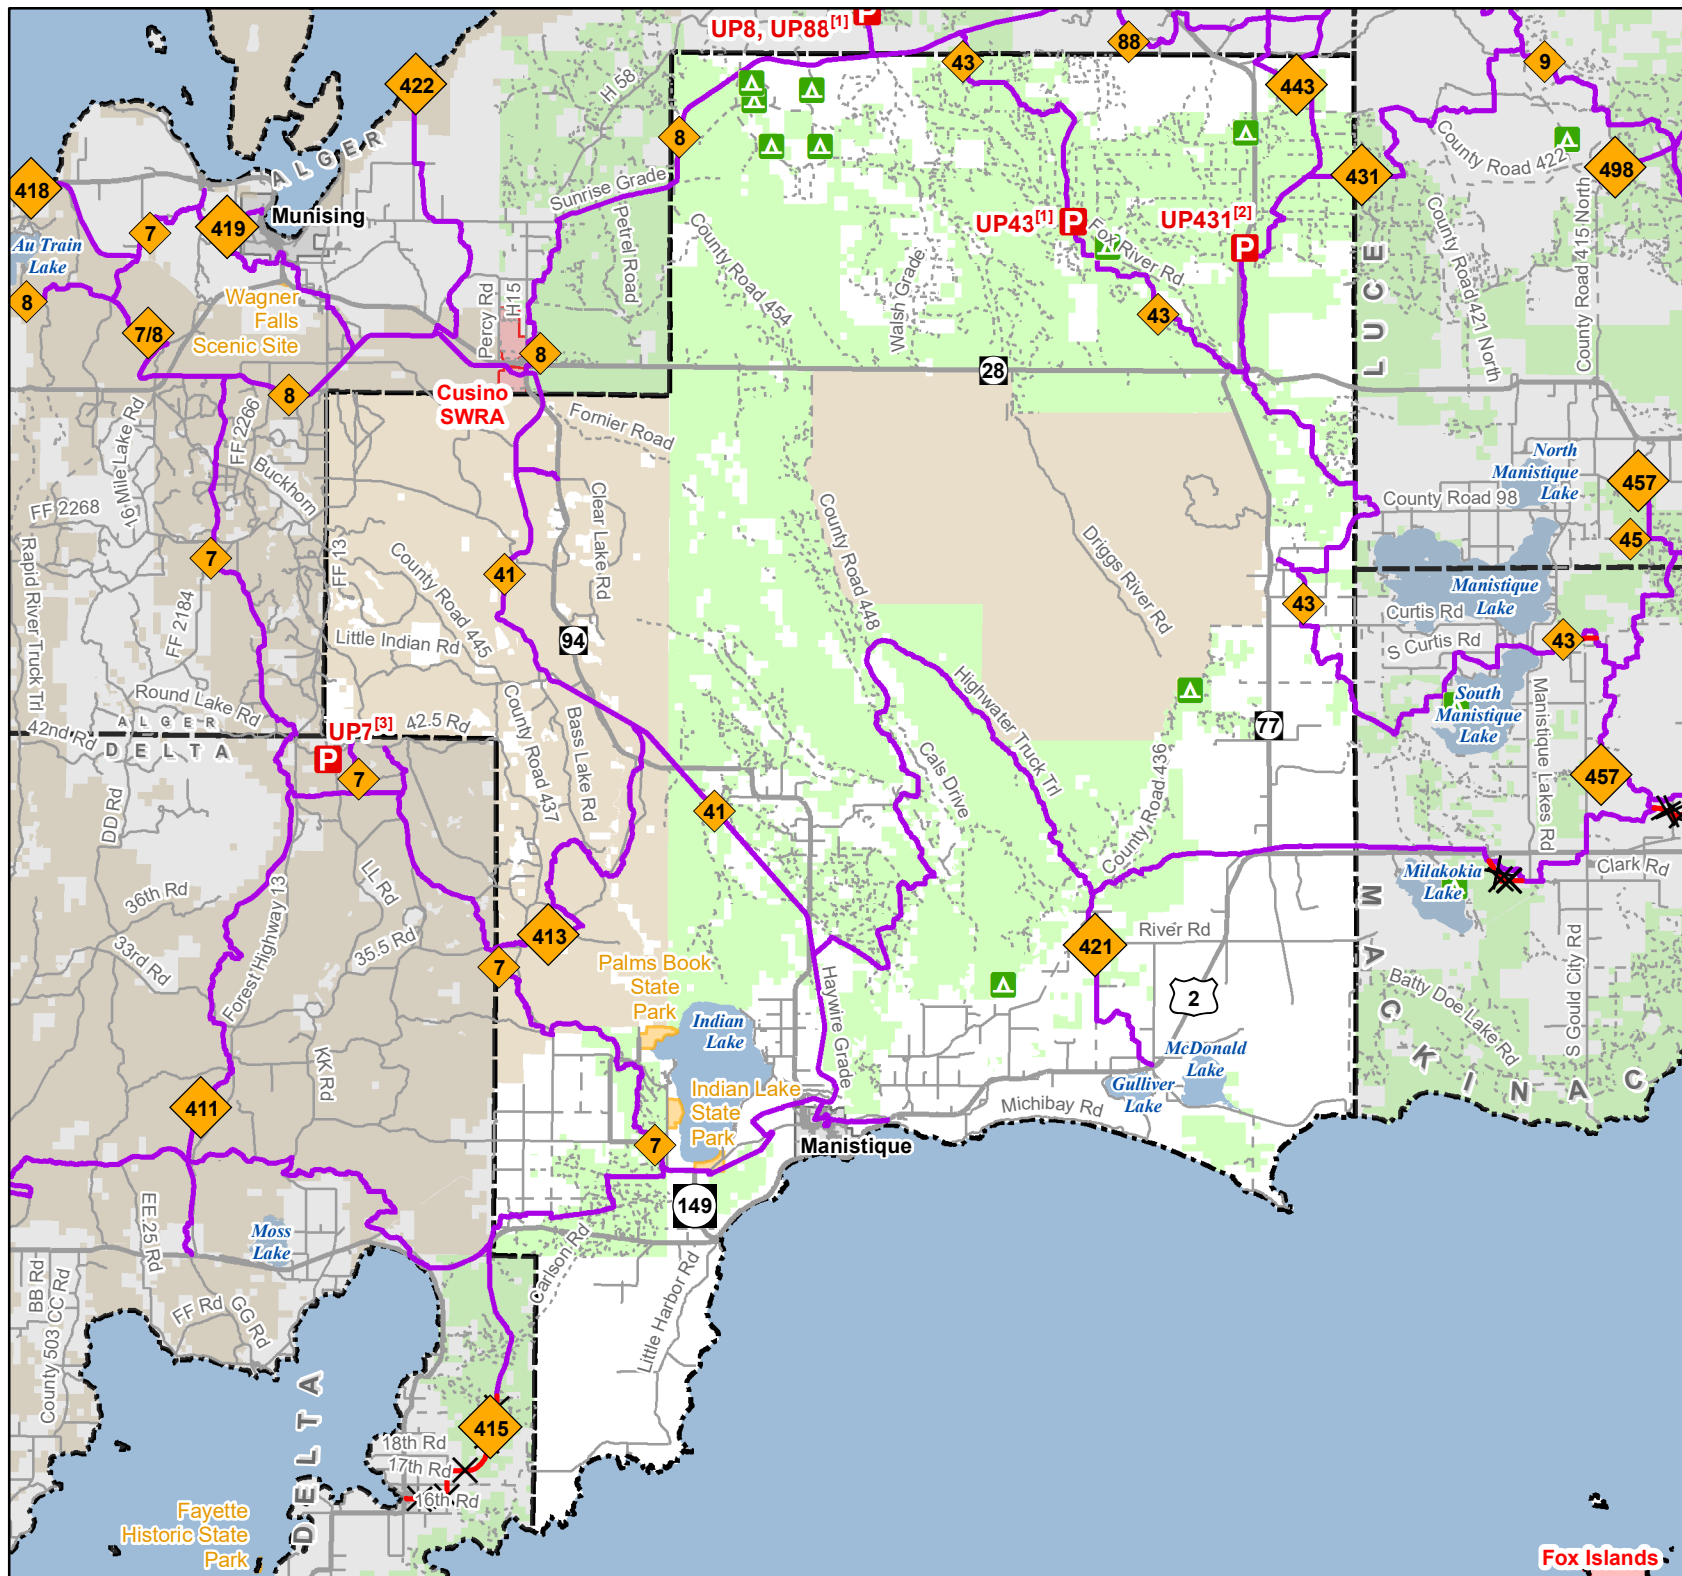 UP8, UP88[1]
P
88
43
9
422
443
H 58
8
ALGER
County Road 422
418
431
498
Sunrise Grade
Munising
419
7
UP43[1]
P
UP431[2]
P
Petrel Road
County Road 454
Walsh Grade
Fox River Rd
LUCE
County Road 421 North
County Road 415 North
Au Train
Lake
8
Wagner
Falls
Scenic Site
7/8
Percy Rd
H15
43
8
28
8
Cusino
SWRA
Fornier Road
16 Mile Lake Rd
FF 2266
Buckhorn
FF 2268
North
Manistique
Lake
457
County Road 98
45
Rapid River Truck Trl
7
FF 13
County Road 445
41
Clear Lake Rd
County Road 448
Driggs River Rd
Manistique
Lake
FF 2184
Little Indian Rd
94
43
Curtis Rd
S Curtis Rd
43
Round Lake Rd
ALGER
42nd Rd
DELTA
UP7[3]
P
42.5 Rd
County Road 437
Bass Lake Rd
Highwater Truck Trl
77
South
Manistique
Lake
Manistique Lakes Rd
7
41
Cals Drive
County Road 436
457
DD Rd
LL Rd
36th Rd
Forest Highway 13
Milakokia
Lake
Clark Rd
MACKINAC
33rd Rd
35.5 Rd
413
7
421
River Rd
Palms Book
State
Park
Haywire Grade
2
Batty Doe Lake Rd
S Gould City Rd
Indian
Lake
KK Rd
McDonald
Lake
Gulliver
Lake
Indian Lake
State
Park
Michibay Rd
411
7
Manistique
EE.25 Rd
149
Moss
Lake
Carlson Rd
BB Rd
County 503 CC Rd
FF Rd
GG Rd
Little Harbor Rd
DELTA
415
18th Rd
17th Rd
16th Rd
Fayette
Historic State
Park
Fox Islands